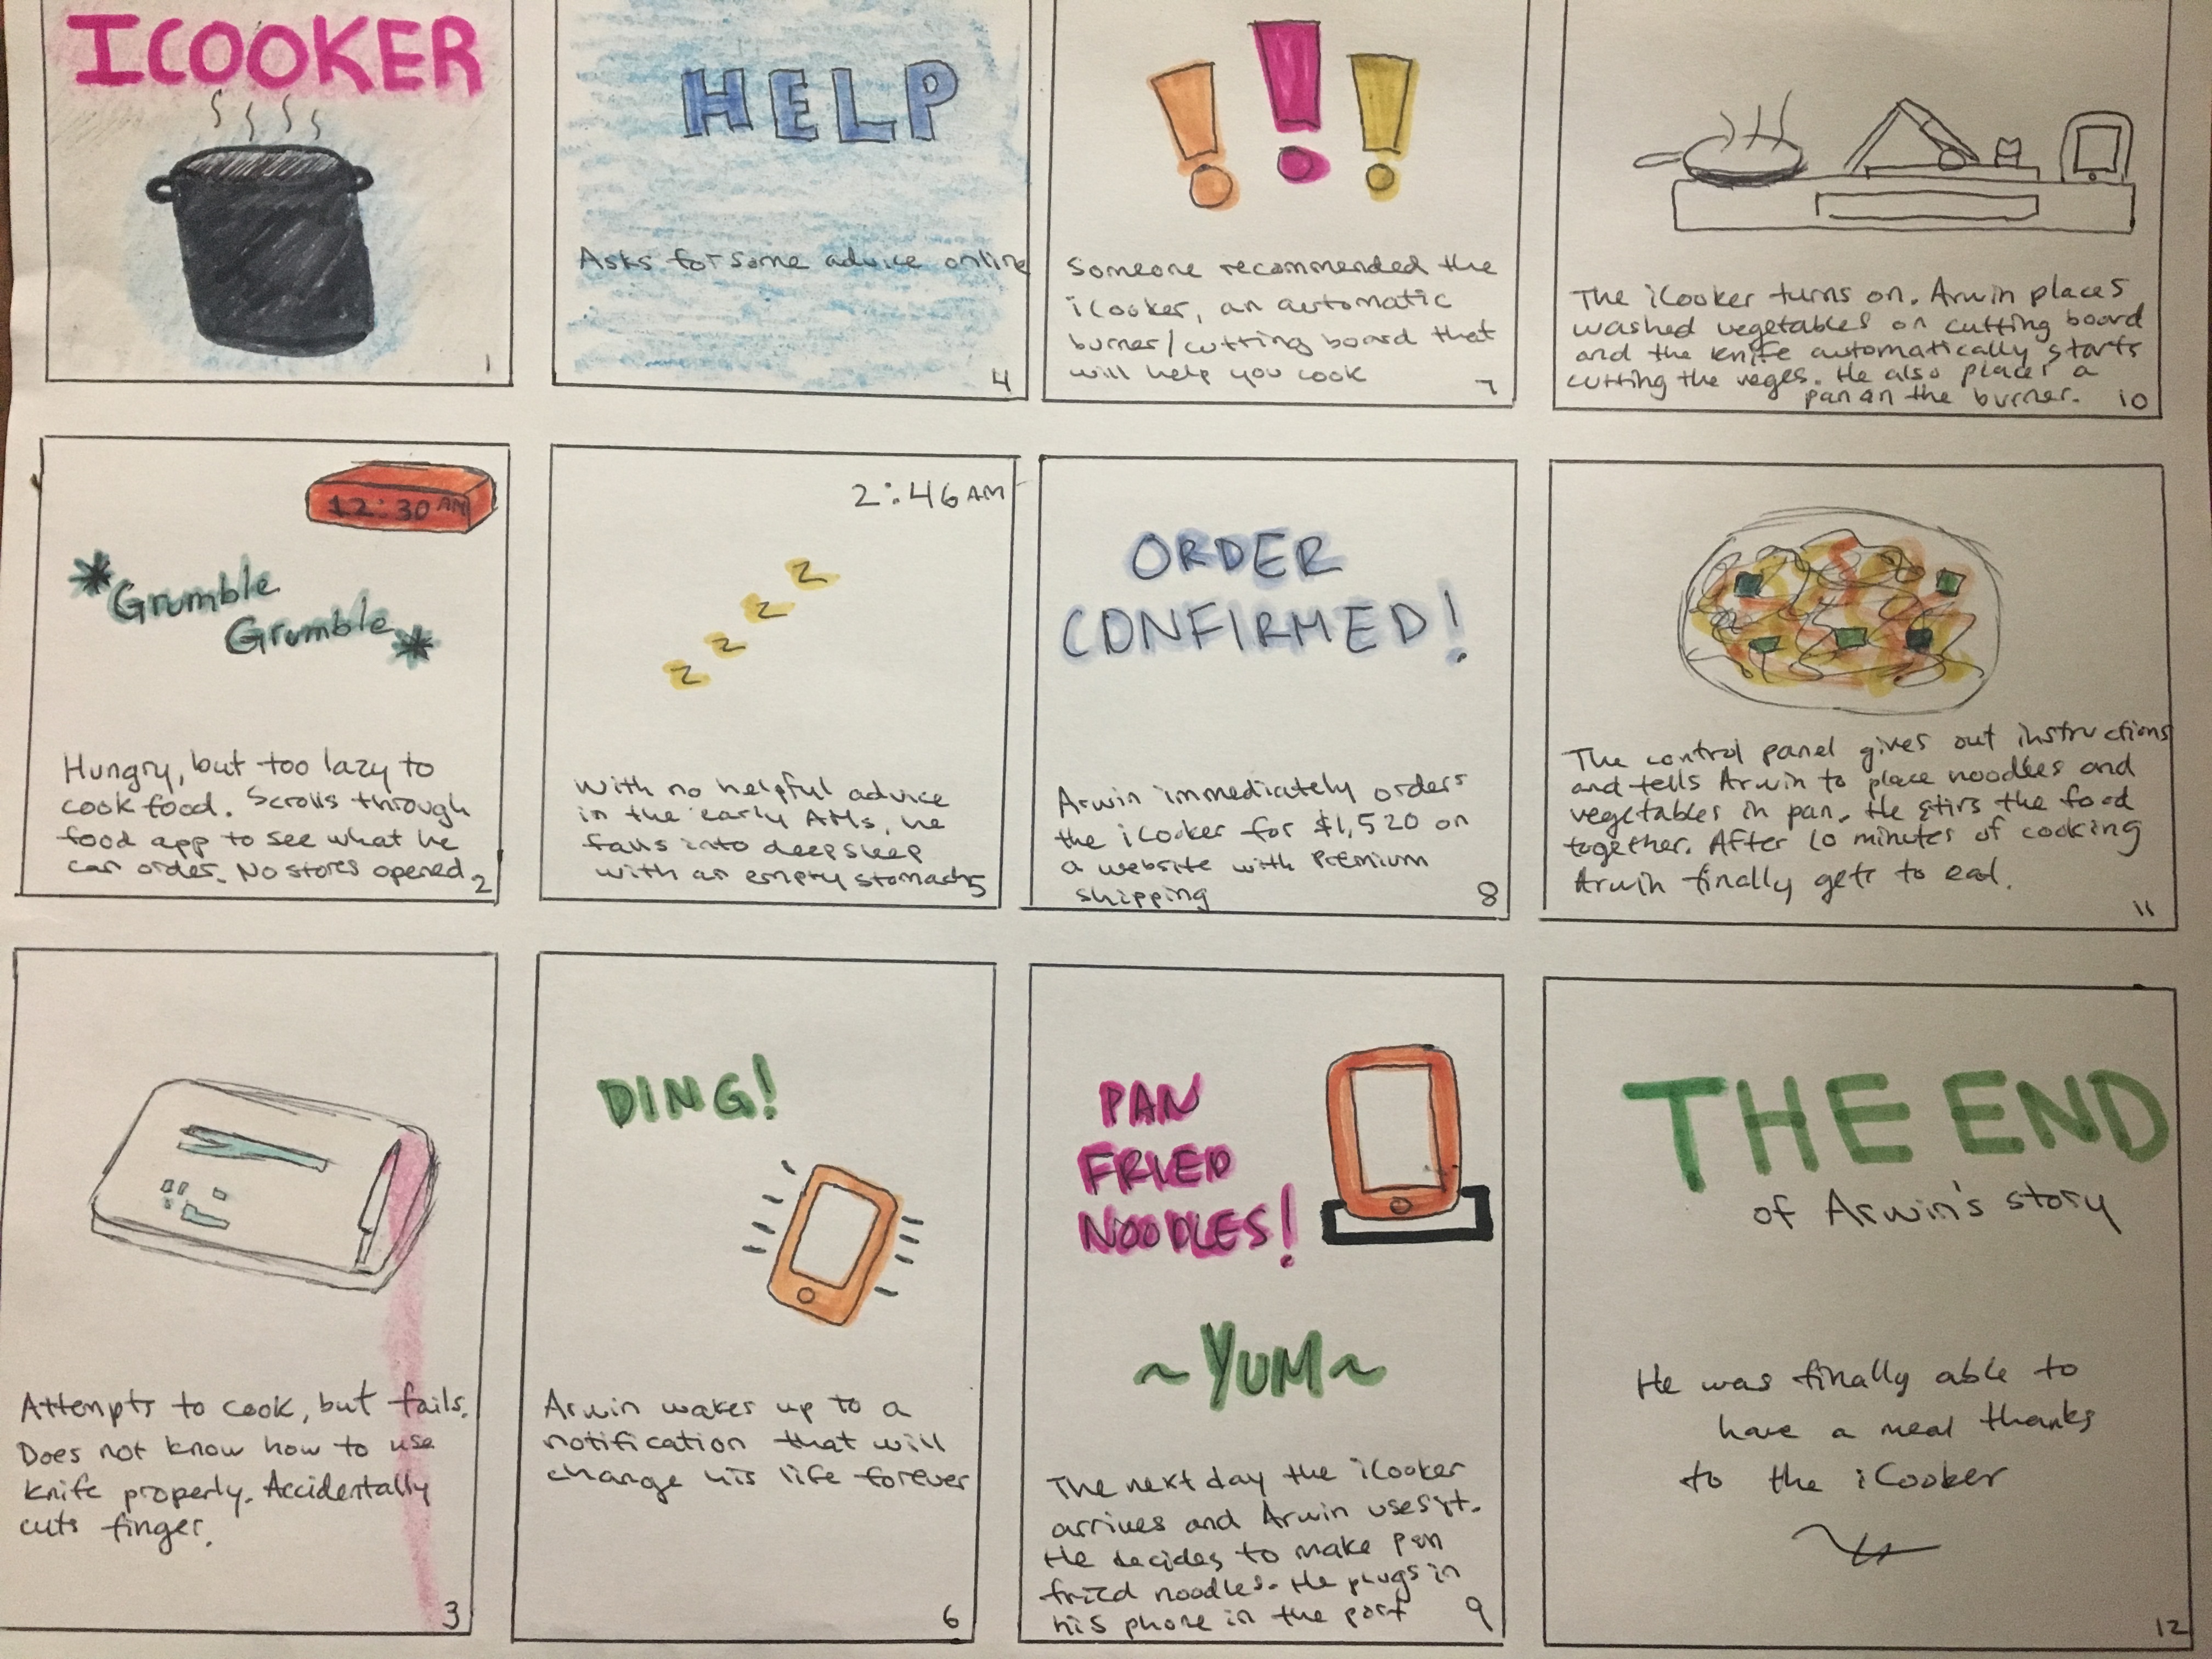 ICOOKER
1
12:30 AM
*Grumble
Grumble*
Hungry, but too lazy to
cook food. Scrolls through
food app to see what he
can order. No stores opened
2
Attempts to cook, but fails.
Does not know how to use
knife properly. Accidentally
cuts finger.
3
HELP
Asks for some advice online
4
2:46 AM
z
z
z
z
With no helpful advice
in the early AMs, he
falls into deep sleep
with an empty stomach
5
DING!
Arwin wakes up to a
notification that will
change his life forever
6
!!!
Someone recommended the
iCooker, an automatic
burner/cutting board that
will help you cook
7
ORDER
CONFIRMED!
Arwin immediately orders
the iCooker for $1,520 on
a website with Premium
shipping
8
PAN
FRIED
NOODLES!
~YUM~
The next day the iCooker
arrives and Arwin uses it.
He decides to make pan
fried noodles. He plugs in
his phone in the port
9
The iCooker turns on. Arwin places
washed vegetables on cutting board
and the knife automatically starts
cutting the veges. He also places a
pan on the burner.
10
The control panel gives out instructions
and tells Arwin to place noodles and
vegetables in pan. He stirs the food
together. After 10 minutes of cooking
Arwin finally gets to eat.
11
THE END
of Arwin's story
He was finally able to
have a meal thanks
to the iCooker
12